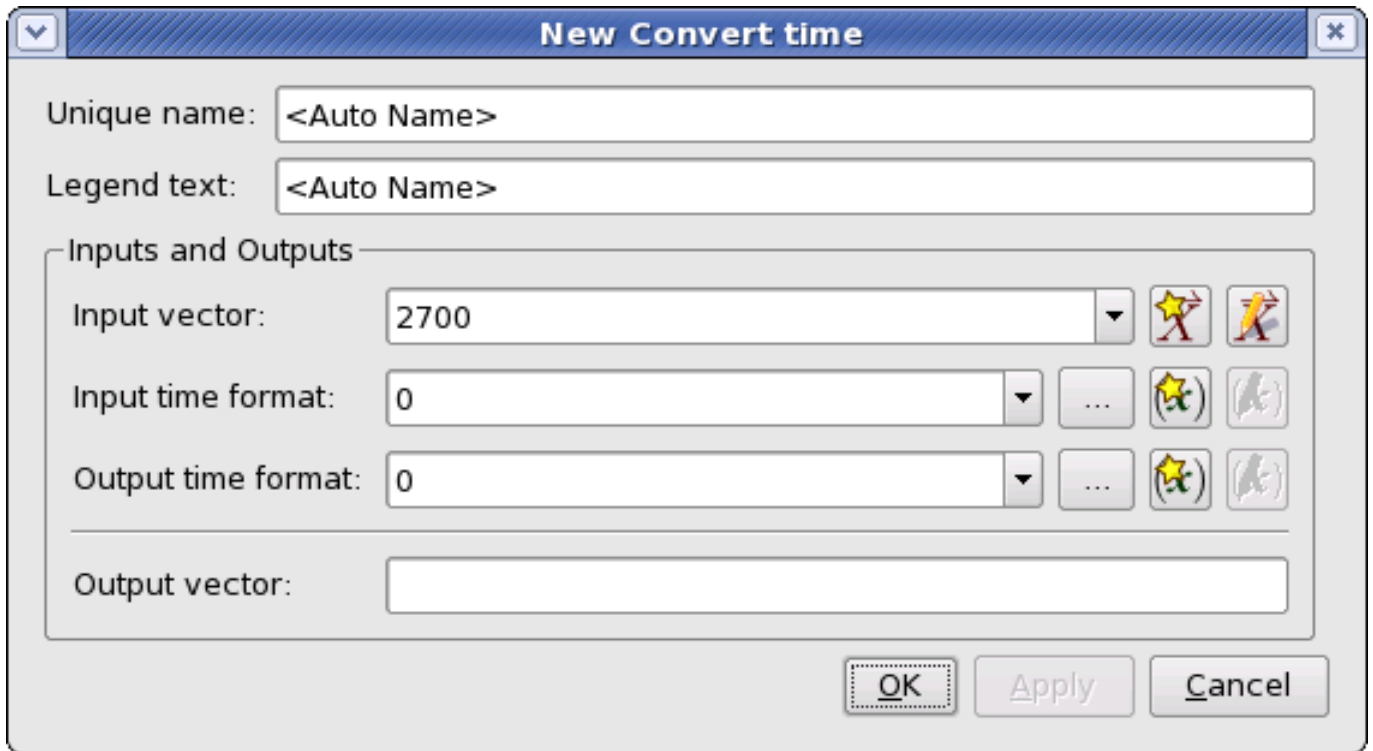 New Convert time
Unique name: <Auto Name>
Legend text: <Auto Name>
Inputs and Outputs
Input vector: 2700
Input time format: 0 ...
Output time format: 0 ...
Output vector:
OK Apply Cancel